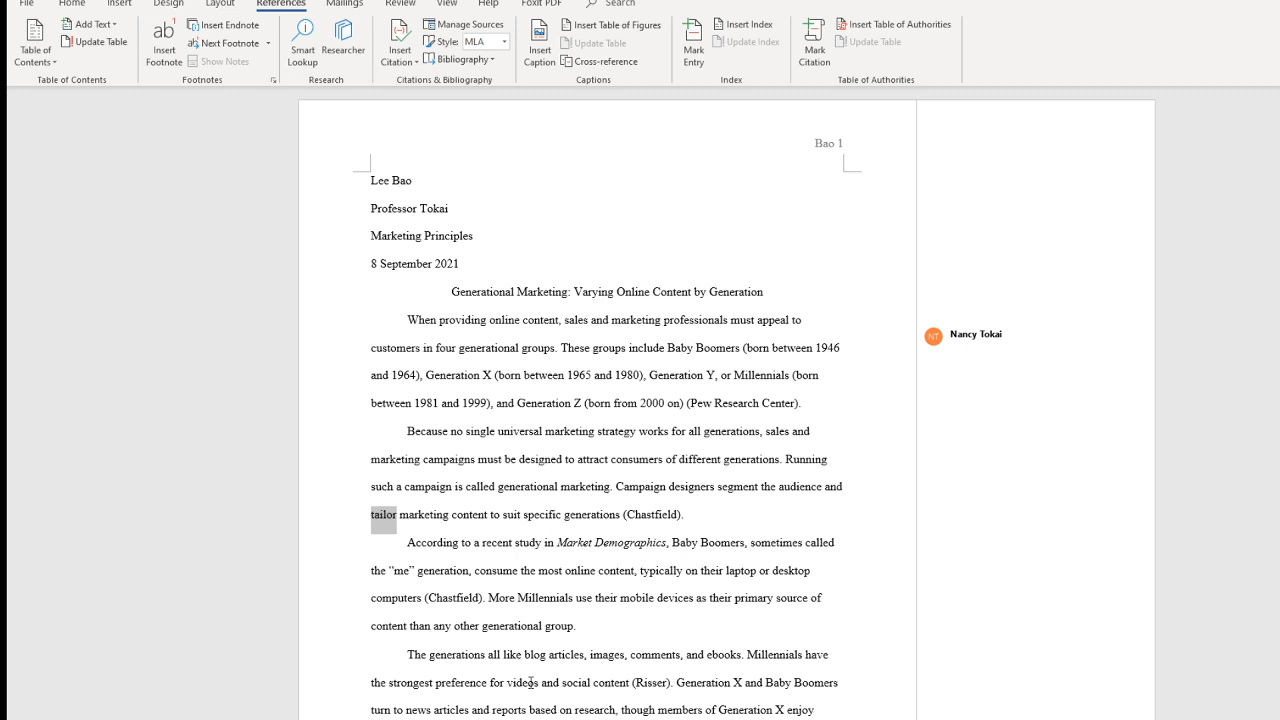 File Home Insert Design Layout References Mailings Review View Help Foxit PDF Search
Table of Contents
Add Text
Update Table
Table of Contents
ab
Insert Footnote
Insert Endnote
Next Footnote
Show Notes
Footnotes
Smart Lookup
Researcher
Research
Insert Citation
Manage Sources
Style: MLA
Bibliography
Citations & Bibliography
Insert Caption
Insert Table of Figures
Update Table
Cross-reference
Captions
Mark Entry
Insert Index
Update Index
Index
Mark Citation
Insert Table of Authorities
Update Table
Table of Authorities
Bao 1
Lee Bao
Professor Tokai
Marketing Principles
8 September 2021
Generational Marketing: Varying Online Content by Generation
When providing online content, sales and marketing professionals must appeal to
customers in four generational groups. These groups include Baby Boomers (born between 1946
and 1964), Generation X (born between 1965 and 1980), Generation Y, or Millennials (born
between 1981 and 1999), and Generation Z (born from 2000 on) (Pew Research Center).
Because no single universal marketing strategy works for all generations, sales and
marketing campaigns must be designed to attract consumers of different generations. Running
such a campaign is called generational marketing. Campaign designers segment the audience and
tailor marketing content to suit specific generations (Chastfield).
According to a recent study in Market Demographics, Baby Boomers, sometimes called
the “me” generation, consume the most online content, typically on their laptop or desktop
computers (Chastfield). More Millennials use their mobile devices as their primary source of
content than any other generational group.
The generations all like blog articles, images, comments, and ebooks. Millennials have
the strongest preference for videos and social content (Risser). Generation X and Baby Boomers
turn to news articles and reports based on research, though members of Generation X enjoy
NT Nancy Tokai